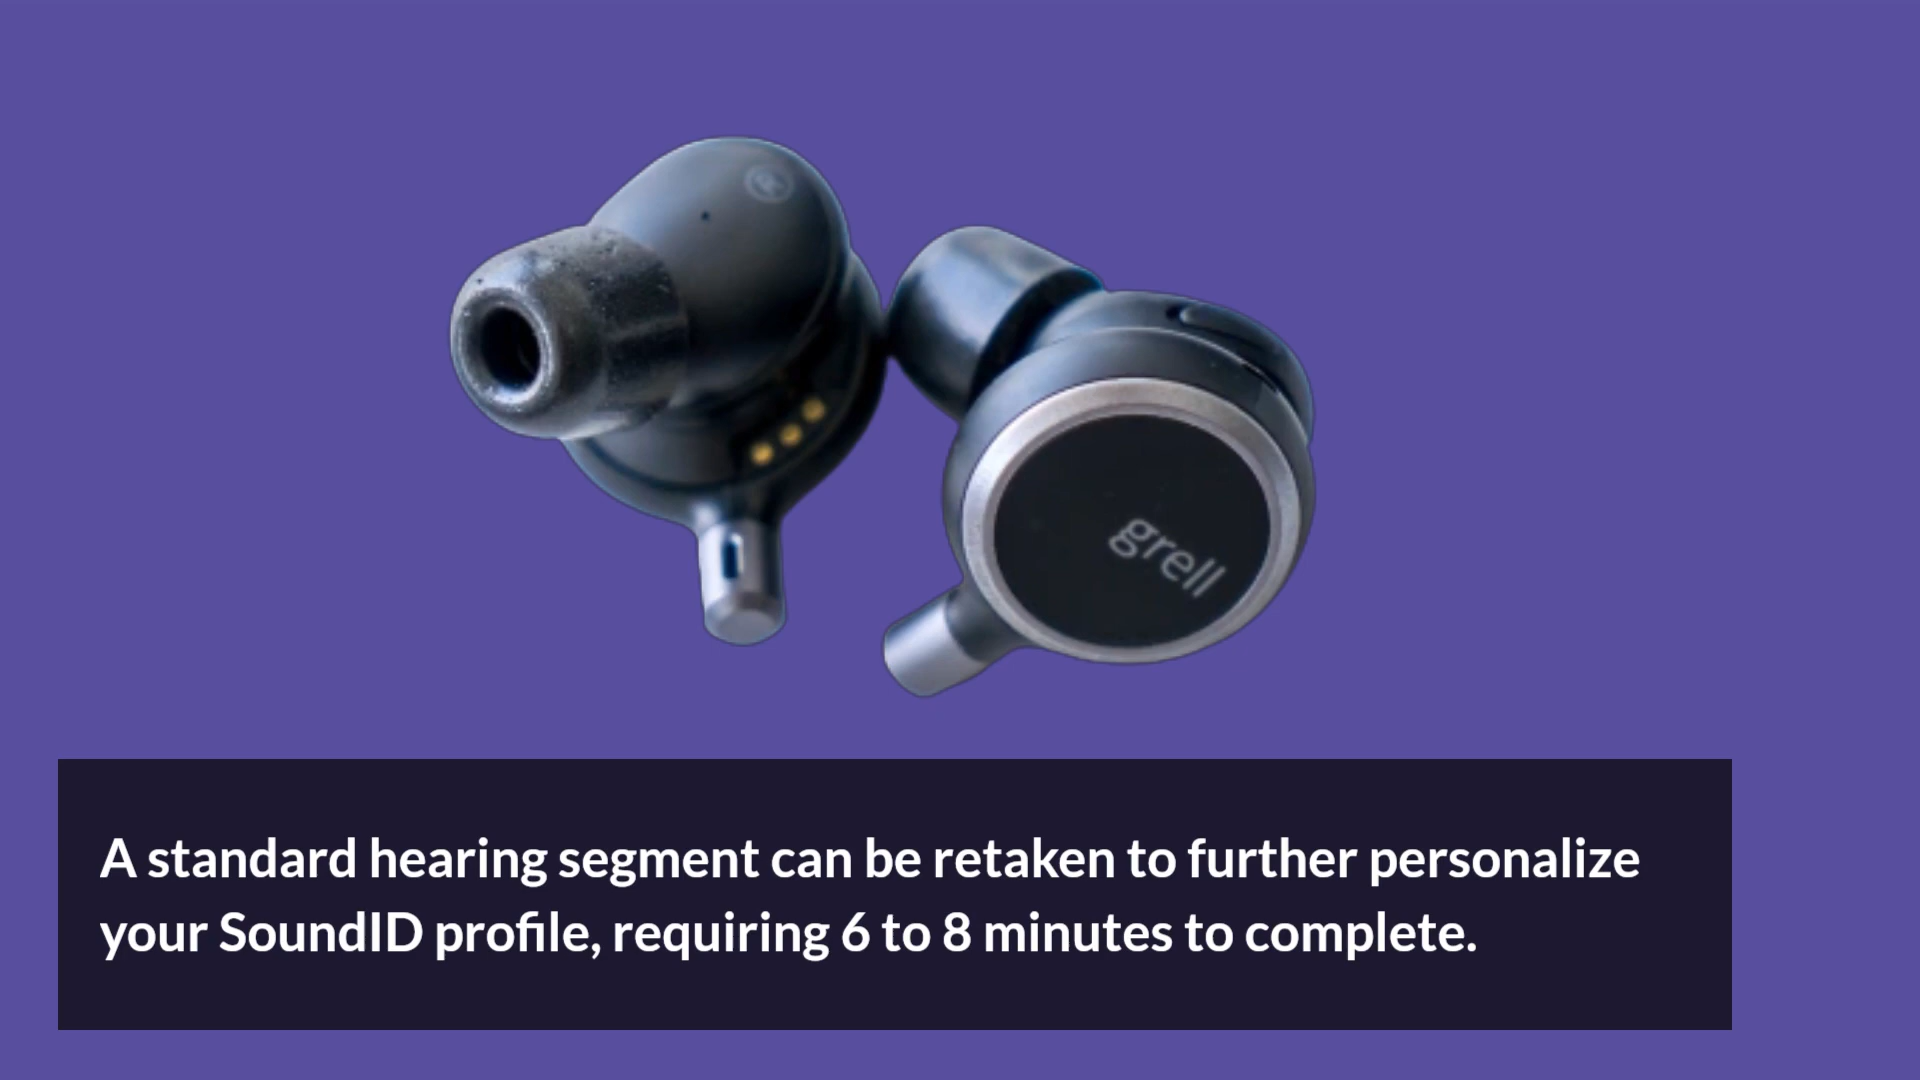 grell
A standard hearing segment can be retaken to further personalize
your SoundID profile, requiring 6 to 8 minutes to complete.